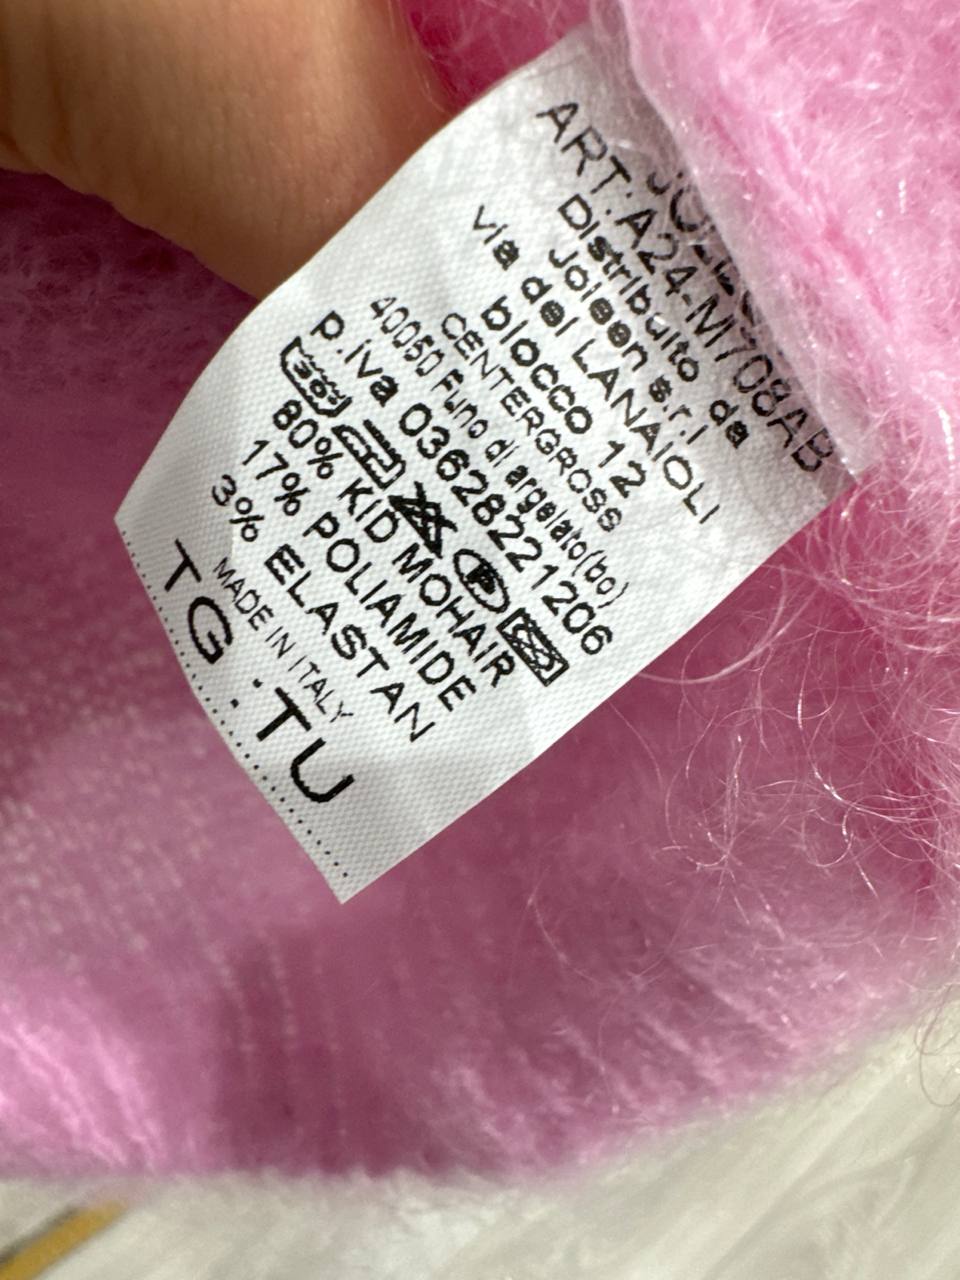 ART: A24-M708AB
Distribuito da
Joleen s.r.l
via del LANAIOLI
blocco 12
CENTERGROSS
40050 Funo di argelato(bo)
p.iva 03628221206
80% KID MOHAIR
17% POLIAMIDE
3% ELASTAN
MADE IN ITALY
TG.:TU